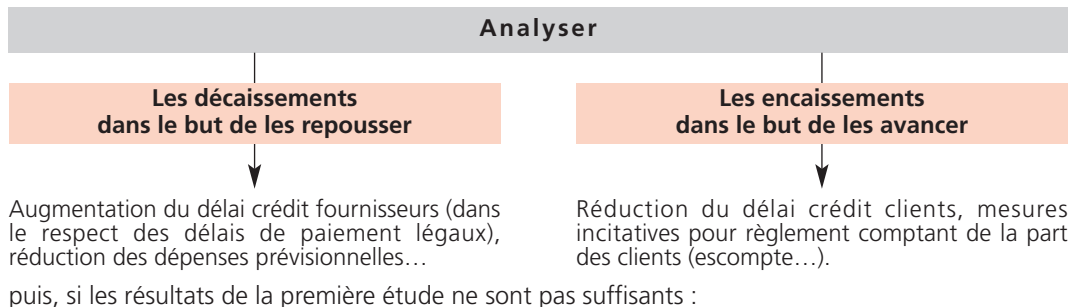 Analyser
Les décaissements
dans le but de les repousser
Les encaissements
dans le but de les avancer
Augmentation du délai crédit fournisseurs (dans
le respect des délais de paiement légaux),
réduction des dépenses prévisionnelles…
Réduction du délai crédit clients, mesures
incitatives pour règlement comptant de la part
des clients (escompte…).
puis, si les résultats de la première étude ne sont pas suffisants :